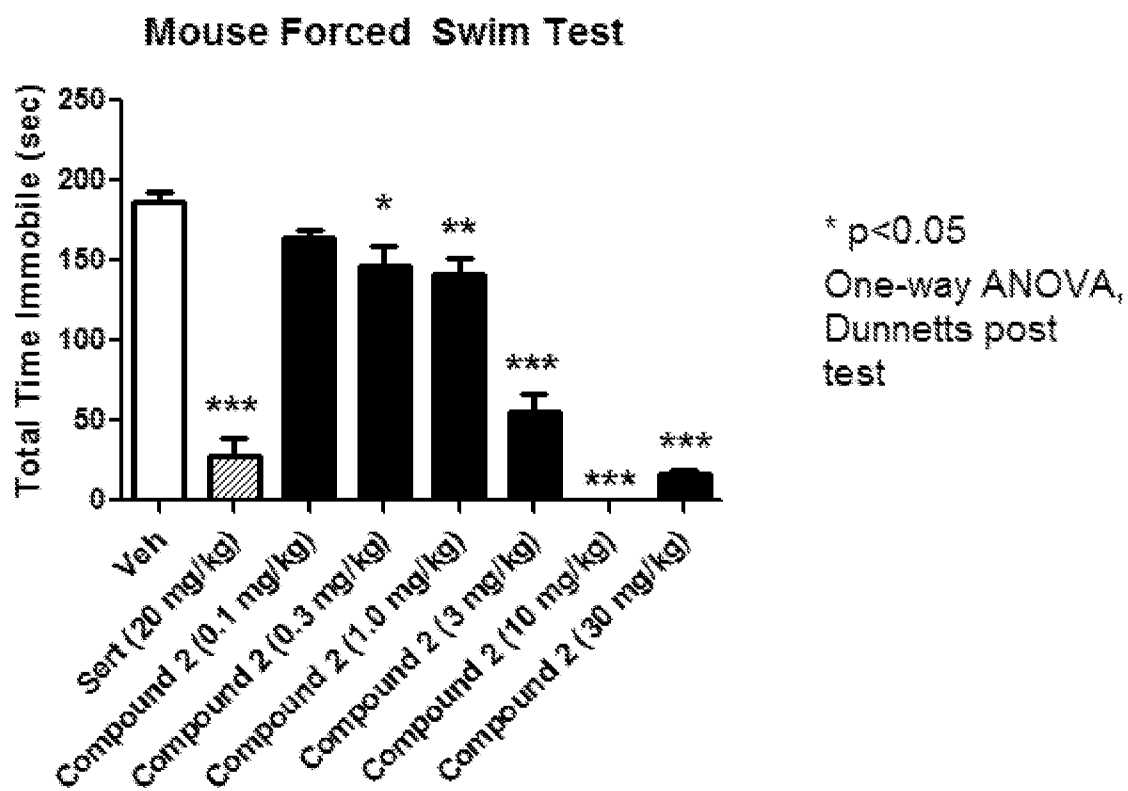 Mouse Forced Swim Test
Total Time Immobile (sec)
250
200
150
100
50
0
***
*
**
***
***
***
Veh
Sert (20 mg/kg)
Compound 2 (0.1 mg/kg)
Compound 2 (0.3 mg/kg)
Compound 2 (1.0 mg/kg)
Compound 2 (3 mg/kg)
Compound 2 (10 mg/kg)
Compound 2 (30 mg/kg)
* p<0.05
One-way ANOVA,
Dunnetts post
test